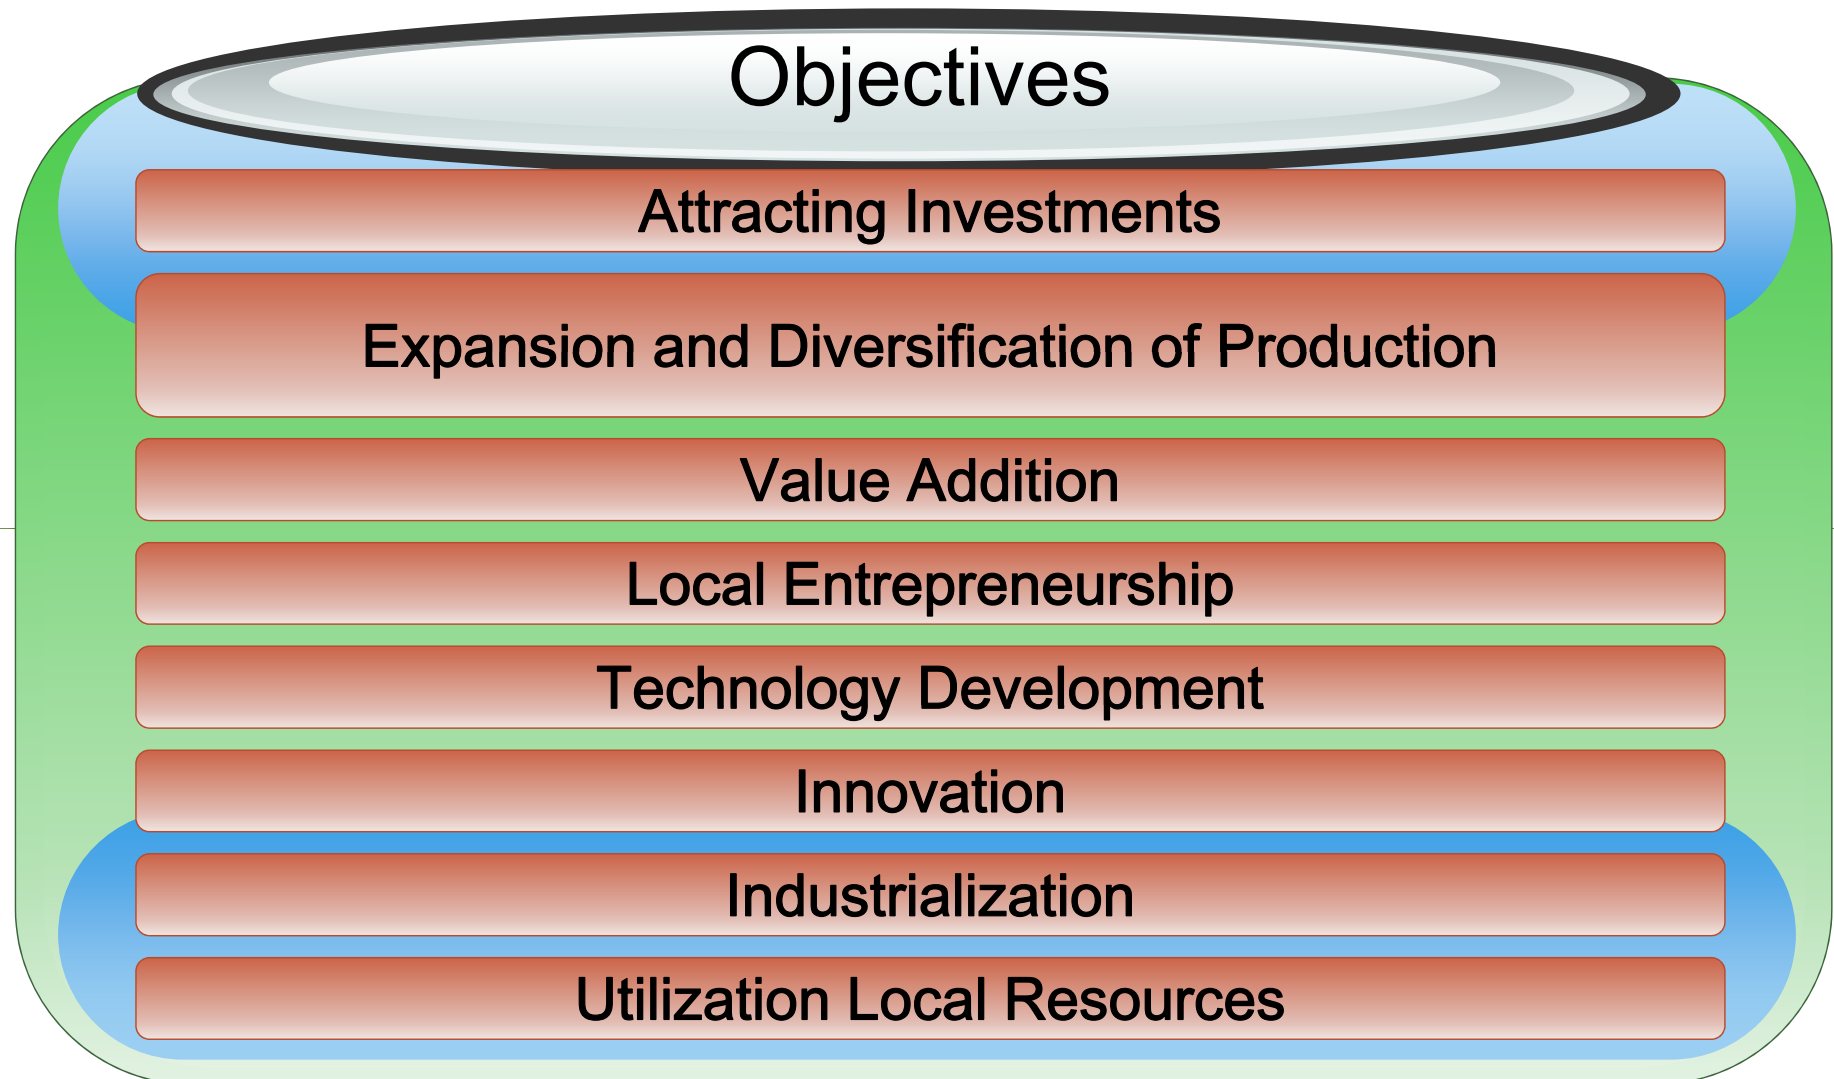 Objectives
Attracting Investments
Expansion and Diversification of Production
Value Addition
Local Entrepreneurship
Technology Development
Innovation
Industrialization
Utilization Local Resources